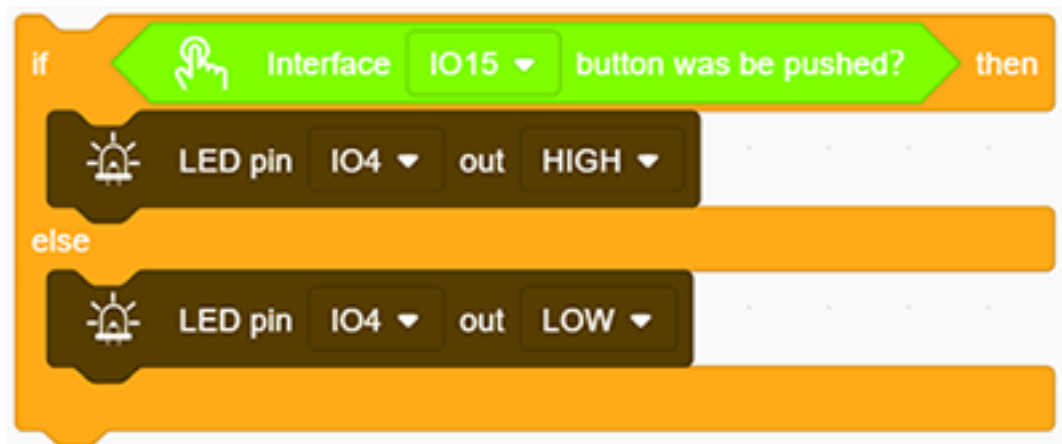 if Interface IO15 button was be pushed? then
LED pin IO4 out HIGH
else
LED pin IO4 out LOW